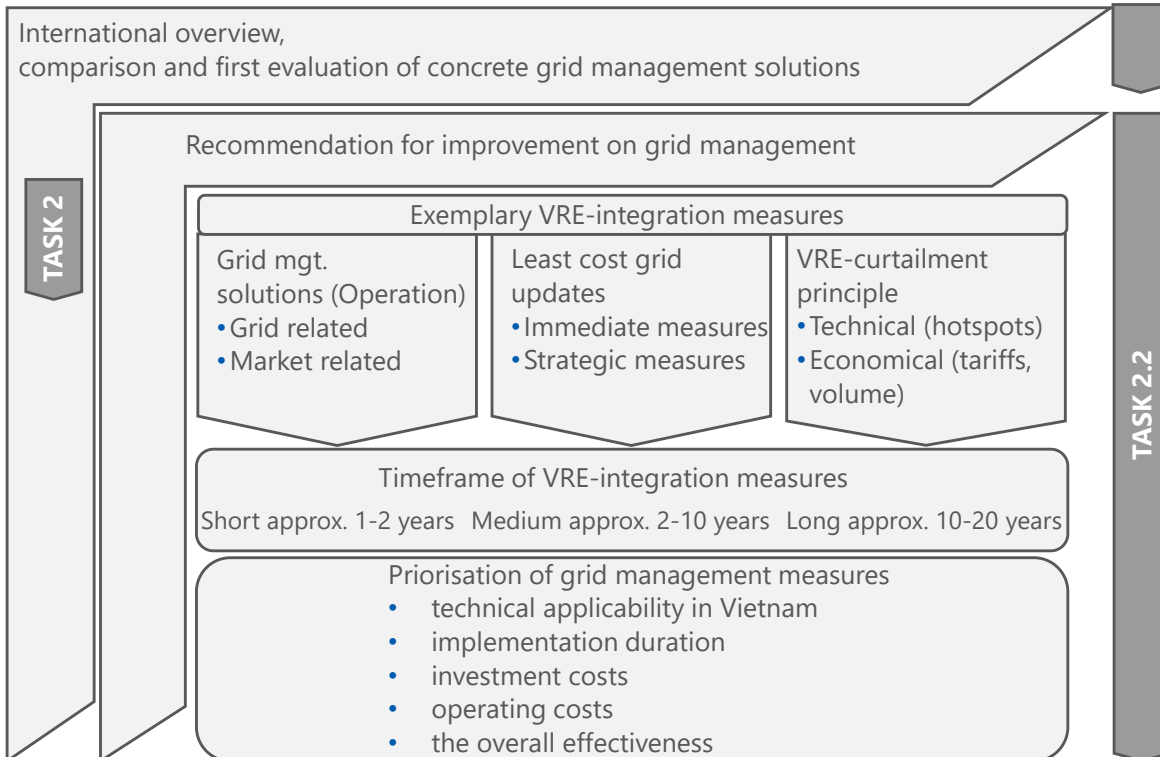 International overview,
comparison and first evaluation of concrete grid management solutions
Recommendation for improvement on grid management
TASK 2
Exemplary VRE-integration measures
Grid mgt.
solutions (Operation)
• Grid related
• Market related
Least cost grid
updates
• Immediate measures
• Strategic measures
VRE-curtailment
principle
• Technical (hotspots)
• Economical (tariffs,
volume)
TASK 2.2
Timeframe of VRE-integration measures
Short approx. 1-2 years Medium approx. 2-10 years Long approx. 10-20 years
Priorisation of grid management measures
• technical applicability in Vietnam
• implementation duration
• investment costs
• operating costs
• the overall effectiveness